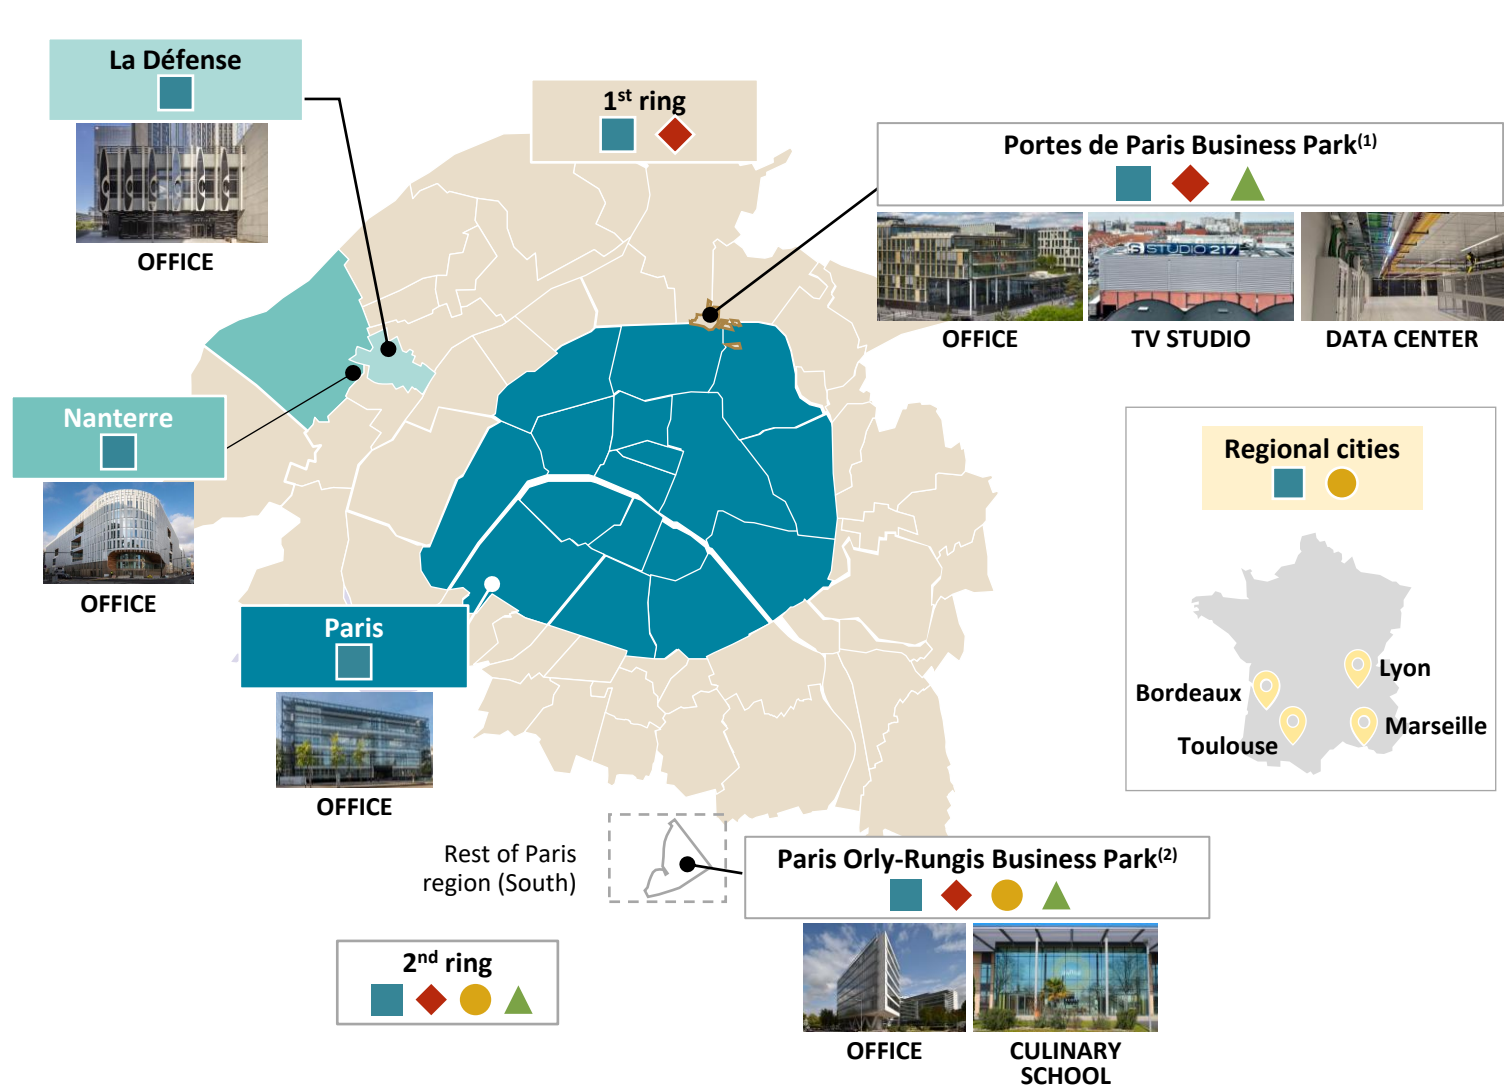 La Défense
OFFICE
1st ring
Portes de Paris Business Park(1)
STUDIO 217
OFFICE
TV STUDIO
DATA CENTER
Nanterre
OFFICE
Regional cities
Lyon
Bordeaux
Marseille
Toulouse
Paris
OFFICE
Rest of Paris
region (South)
Paris Orly-Rungis Business Park(2)
2nd ring
OFFICE
CULINARY
SCHOOL